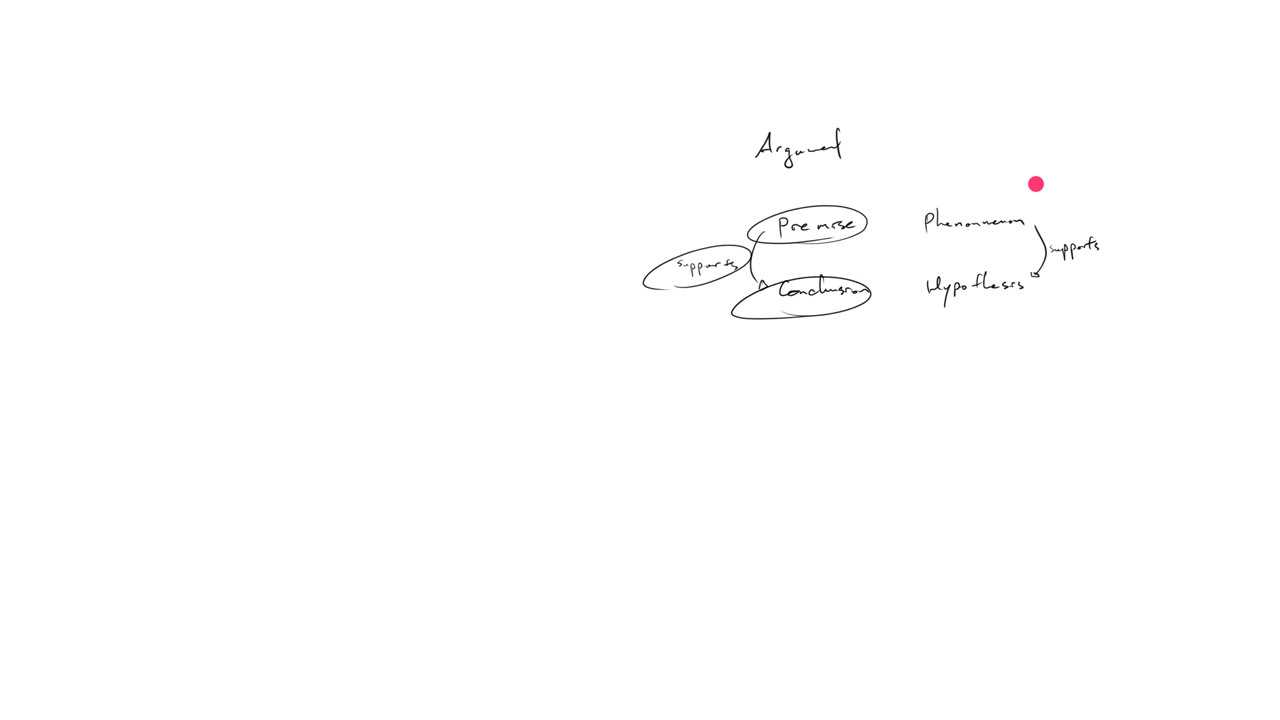 Argument
Premise Phenomenon
supports supports
Conclusion Hypothesis